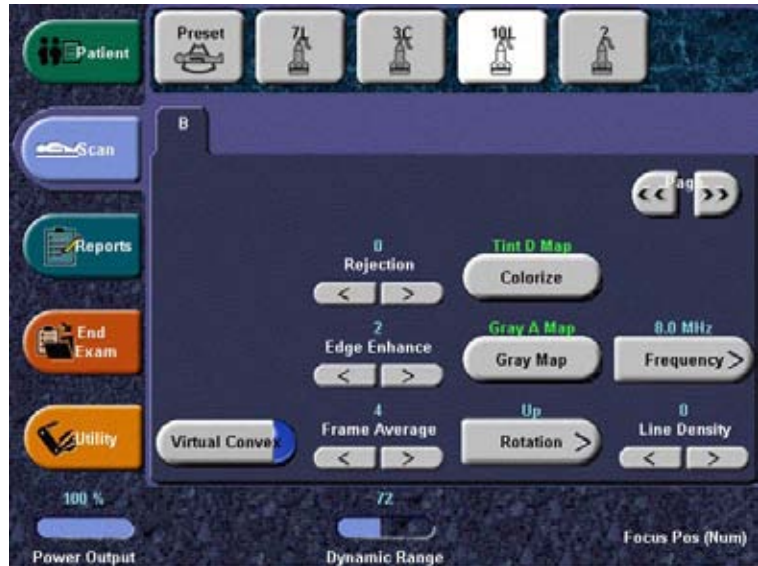 Patient
Preset
7L
3C
10L
2
Scan
B
Page
<< >>
Reports
0
Rejection
< >
Tint D Map
Colorize
End
Exam
2
Edge Enhance
< >
Gray A Map
Gray Map
8.0 MHz
Frequency >
Utility
Virtual Convex
4
Frame Average
< >
Up
Rotation >
0
Line Density
< >
100 %
Power Output
72
Dynamic Range
Focus Pos (Num)